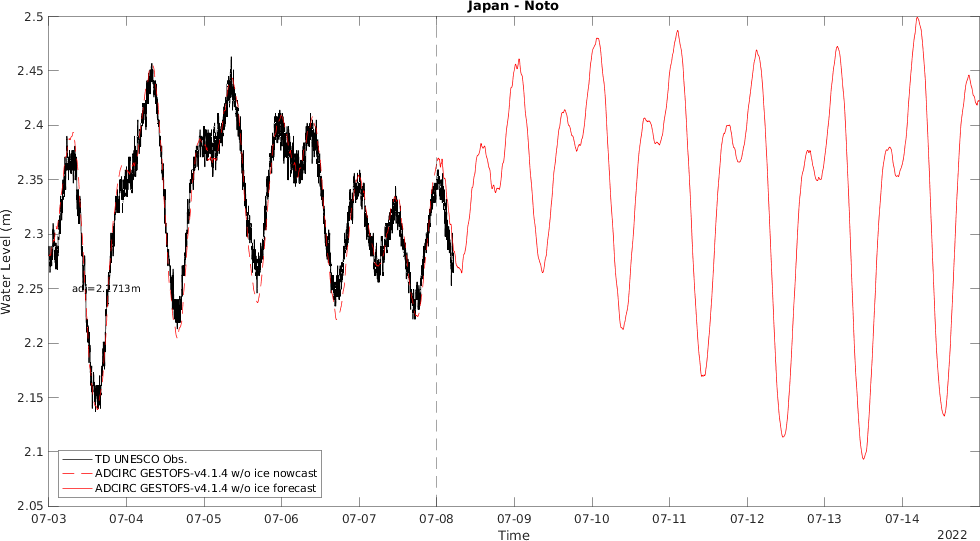 Japan - Noto
2.5
2.45
2.4
2.35
2.3
2.25
2.2
2.15
2.1
2.05
Water Level (m)
TD UNESCO Obs.
ADCIRC GESTOFS-v4.1.4 w/o ice nowcast
ADCIRC GESTOFS-v4.1.4 w/o ice forecast
07-03 07-04 07-05 07-06 07-07 07-08 07-09 07-10 07-11 07-12 07-13 07-14
Time
2022